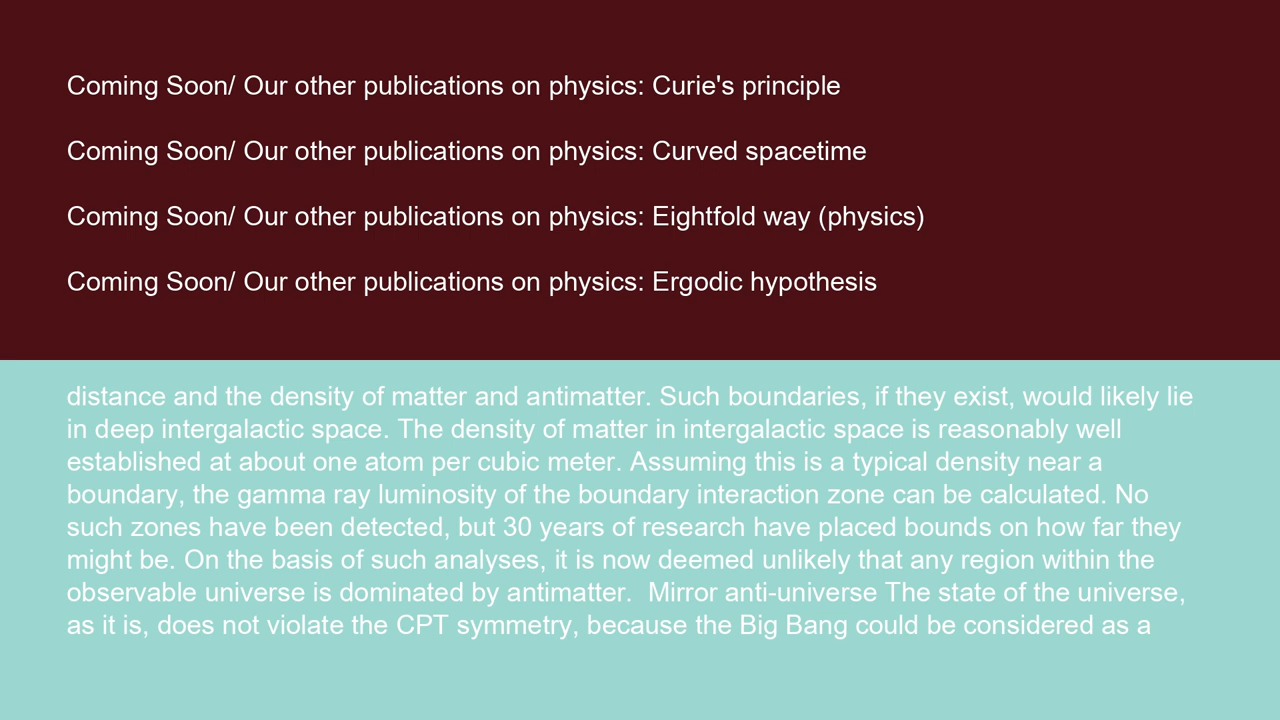 Coming Soon/ Our other publications on physics: Curie's principle
Coming Soon/ Our other publications on physics: Curved spacetime
Coming Soon/ Our other publications on physics: Eightfold way (physics)
Coming Soon/ Our other publications on physics: Ergodic hypothesis
distance and the density of matter and antimatter. Such boundaries, if they exist, would likely lie
in deep intergalactic space. The density of matter in intergalactic space is reasonably well
established at about one atom per cubic meter. Assuming this is a typical density near a
boundary, the gamma ray luminosity of the boundary interaction zone can be calculated. No
such zones have been detected, but 30 years of research have placed bounds on how far they
might be. On the basis of such analyses, it is now deemed unlikely that any region within the
observable universe is dominated by antimatter.  Mirror anti-universe The state of the universe,
as it is, does not violate the CPT symmetry, because the Big Bang could be considered as a